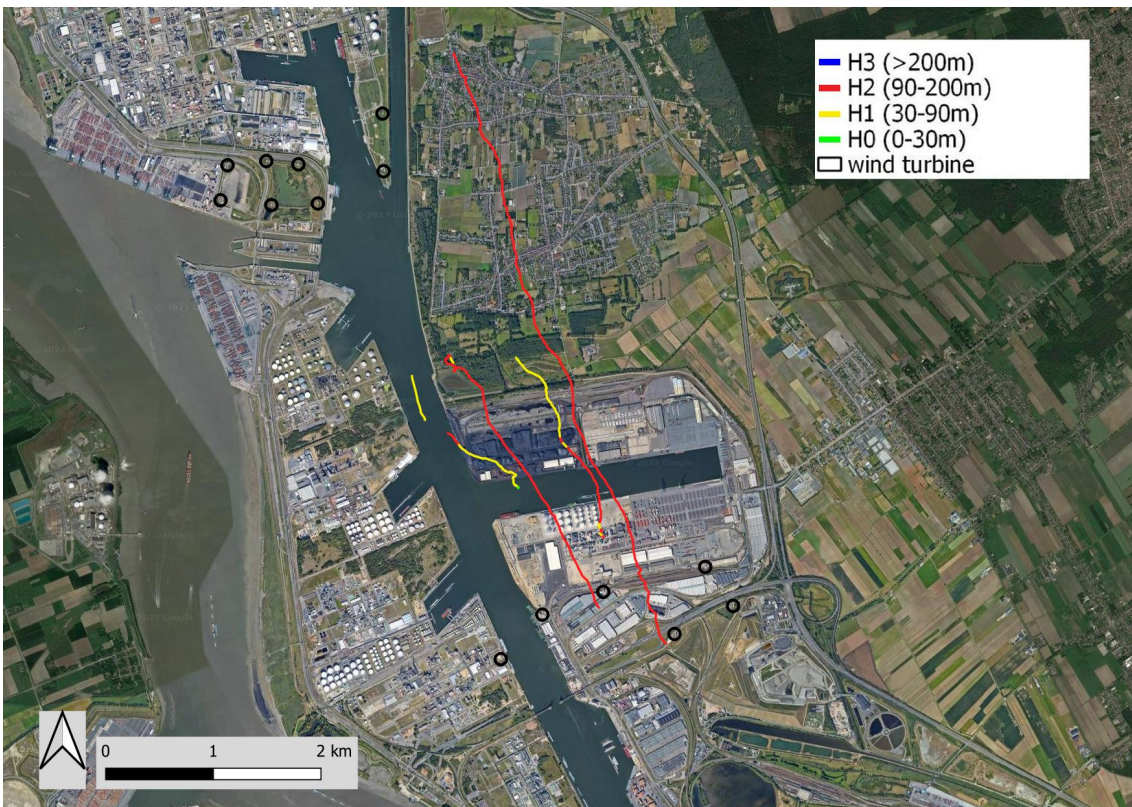 H3 (>200m)
H2 (90-200m)
H1 (30-90m)
H0 (0-30m)
wind turbine
0 1 2 km